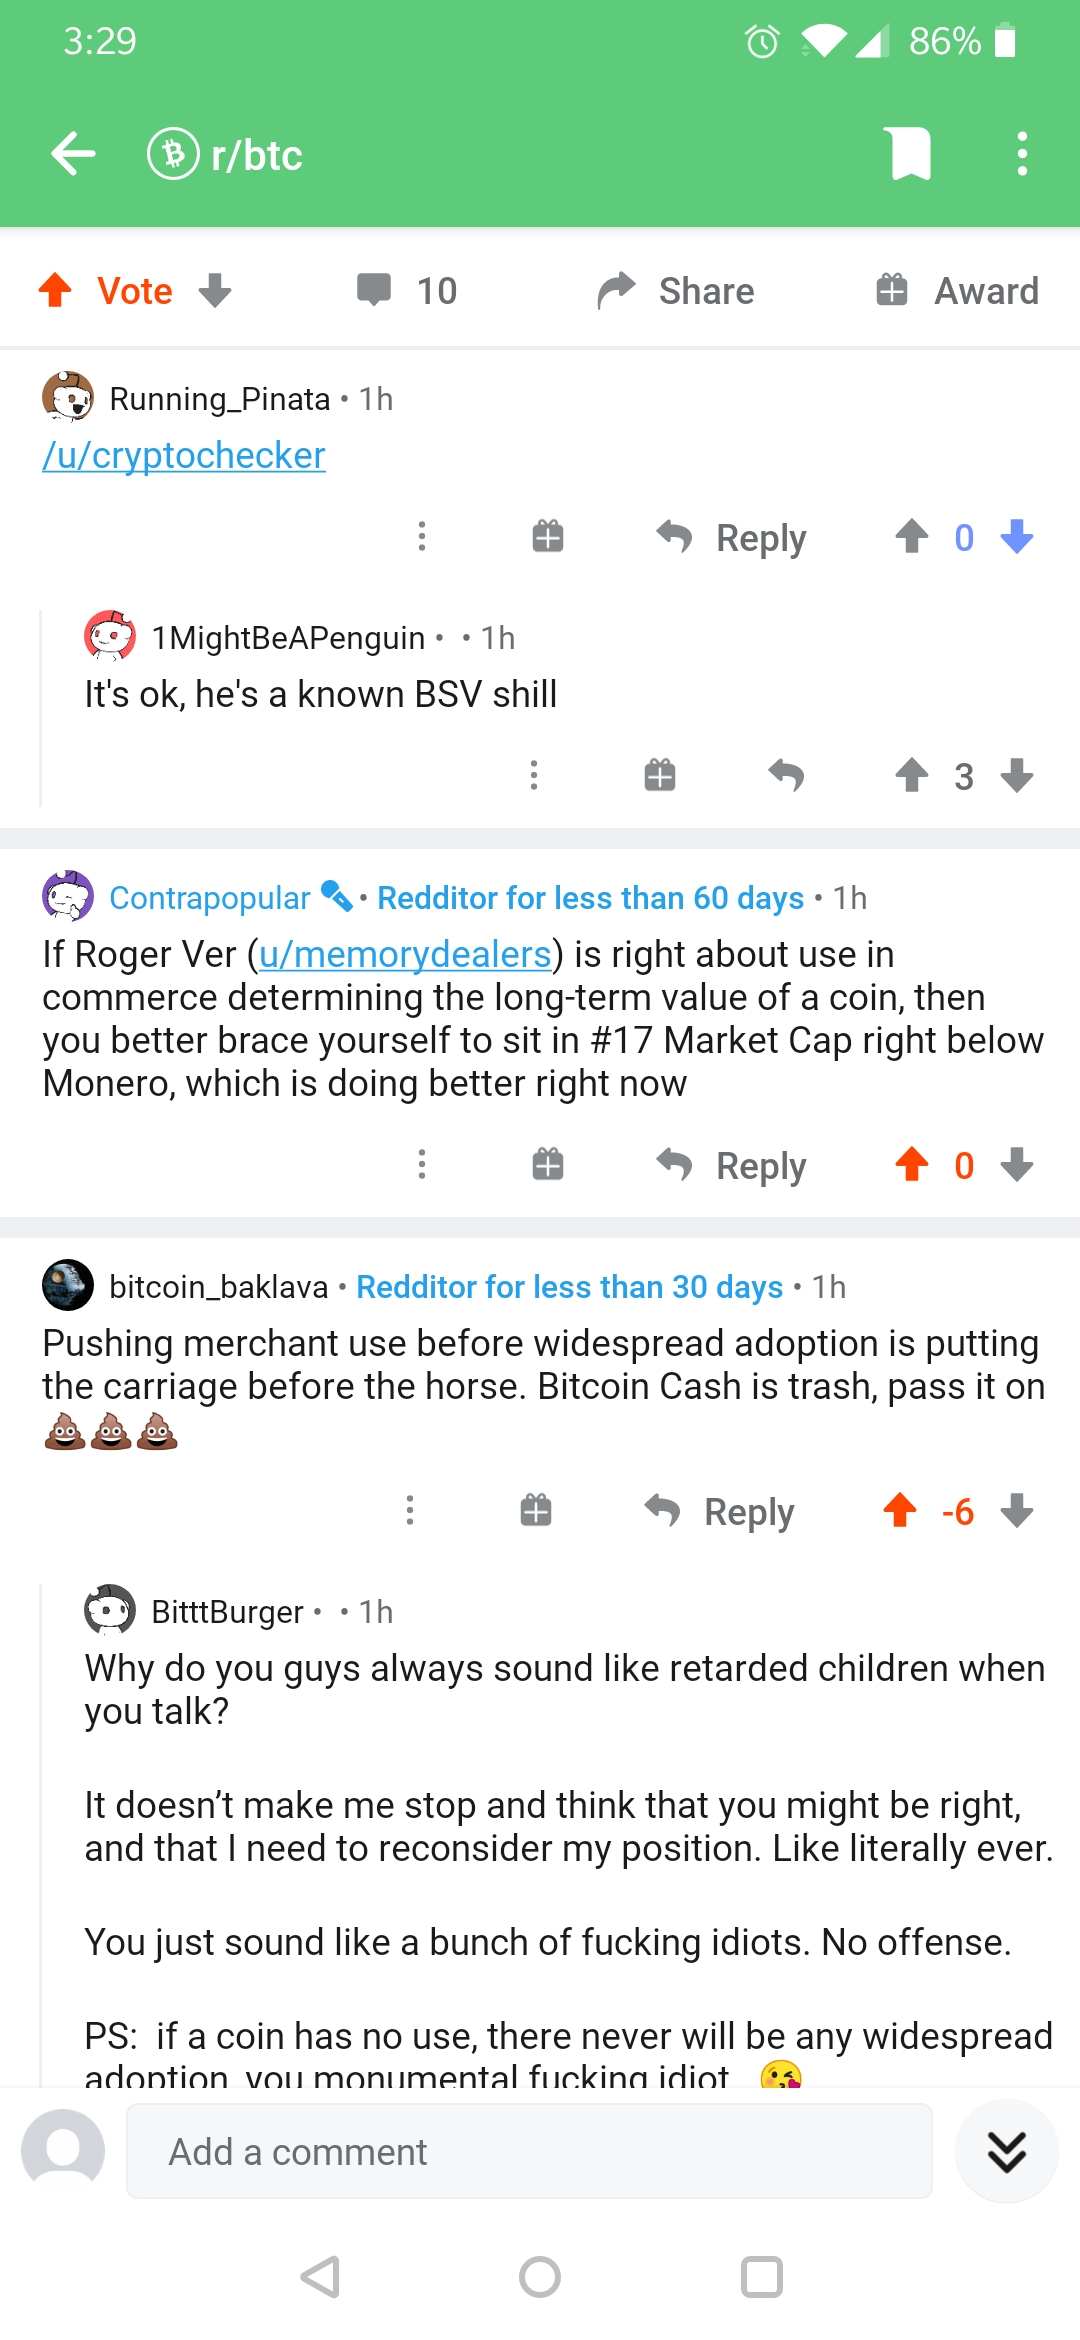 3:29
86%
r/btc
Vote
10
Share
Award
Running_Pinata • 1h
/u/cryptochecker
Reply
0
1MightBeAPenguin • • 1h
It's ok, he's a known BSV shill
3
Contrapopular • Redditor for less than 60 days • 1h
If Roger Ver (u/memorydealers) is right about use in
commerce determining the long-term value of a coin, then
you better brace yourself to sit in #17 Market Cap right below
Monero, which is doing better right now
Reply
0
bitcoin_baklava • Redditor for less than 30 days • 1h
Pushing merchant use before widespread adoption is putting
the carriage before the horse. Bitcoin Cash is trash, pass it on
💩💩💩
Reply
-6
BitttBurger • • 1h
Why do you guys always sound like retarded children when
you talk?
It doesn’t make me stop and think that you might be right,
and that I need to reconsider my position. Like literally ever.
You just sound like a bunch of fucking idiots. No offense.
PS:  if a coin has no use, there never will be any widespread
adoption, you monumental fucking idiot 😘
Add a comment